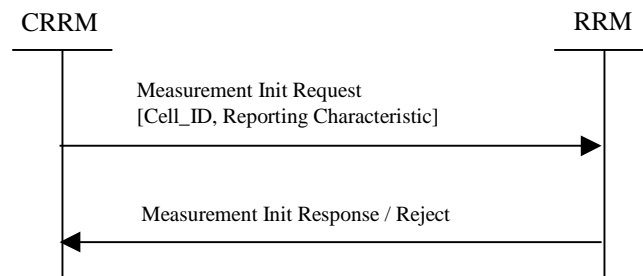 CRRM
RRM
Measurement Init Request
[Cell_ID, Reporting Characteristic]
Measurement Init Response / Reject